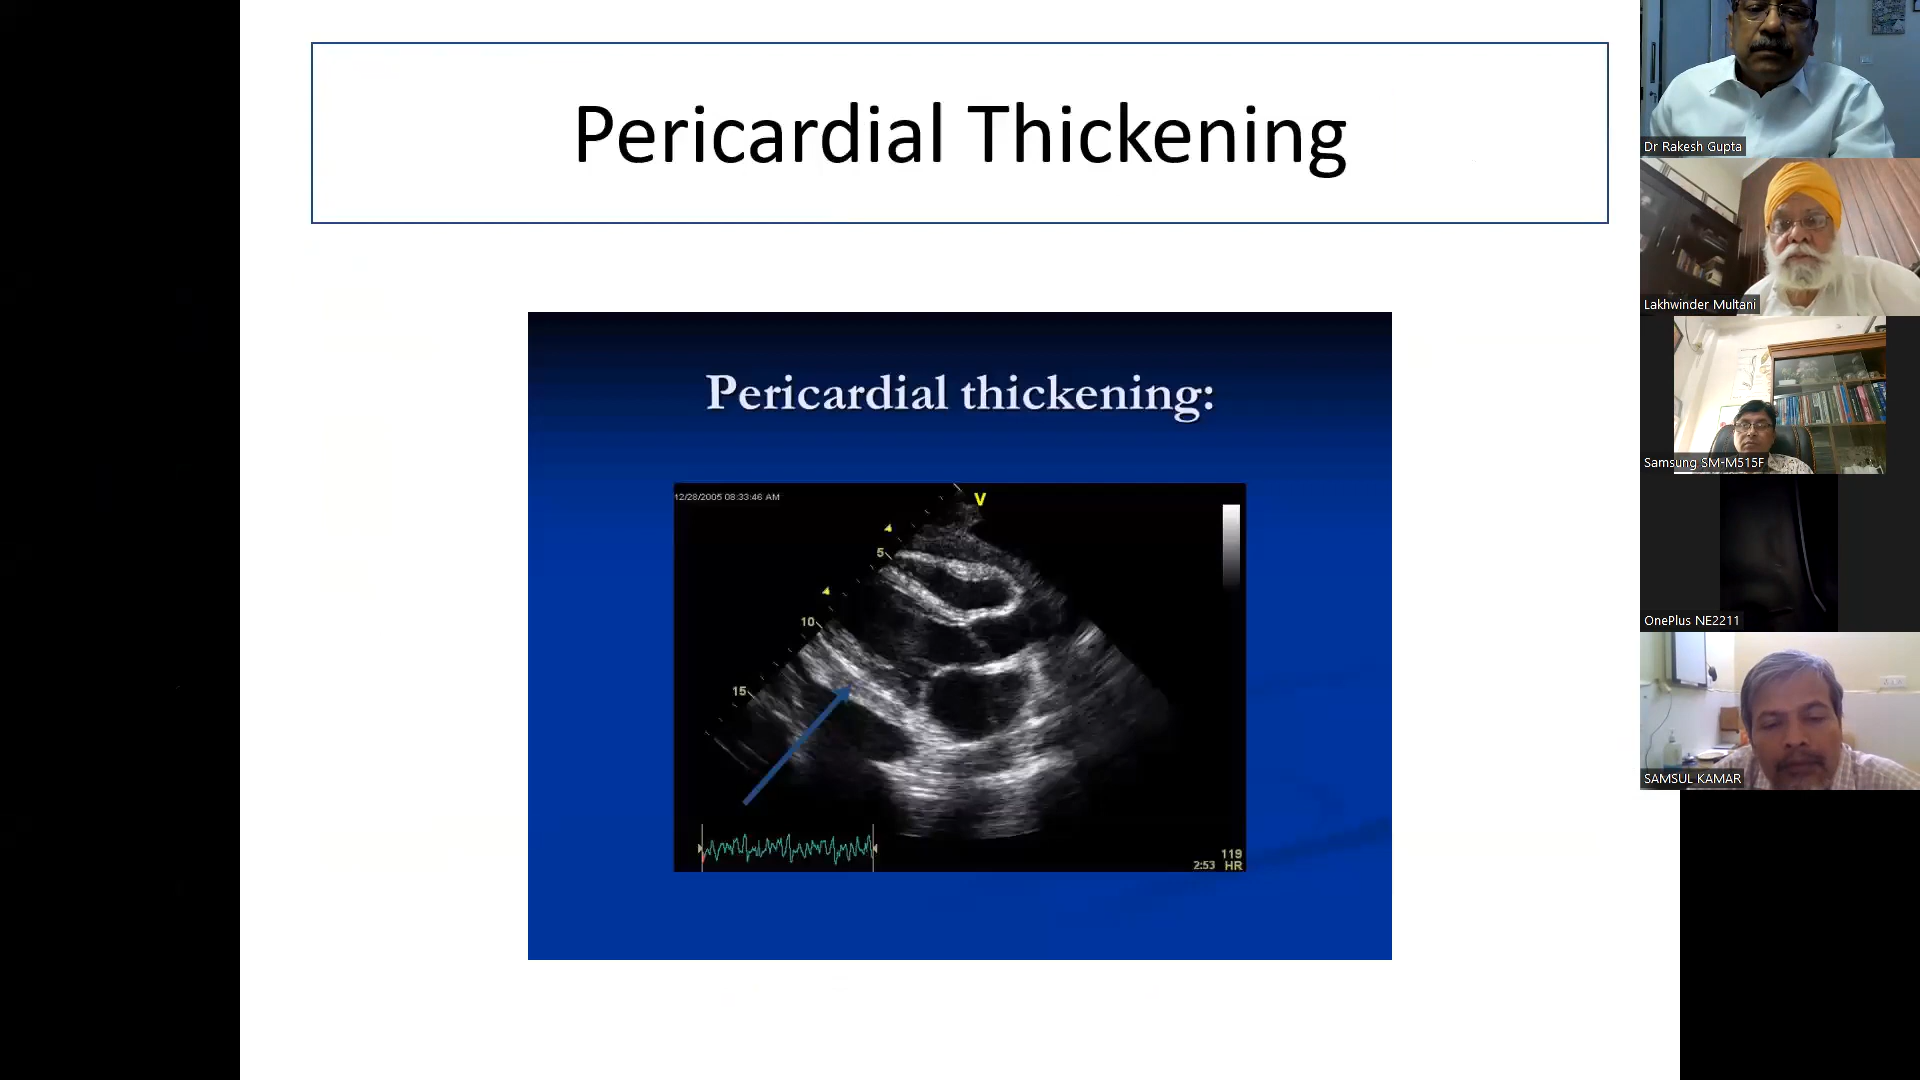 Pericardial Thickening
Pericardial thickening:
12/28/2005 08:33:46 AM
V
5
10
15
119
2:53 HR
Dr Rakesh Gupta
Lakhwinder Multani
Samsung SM-M515F
OnePlus NE2211
SAMSUL KAMAR